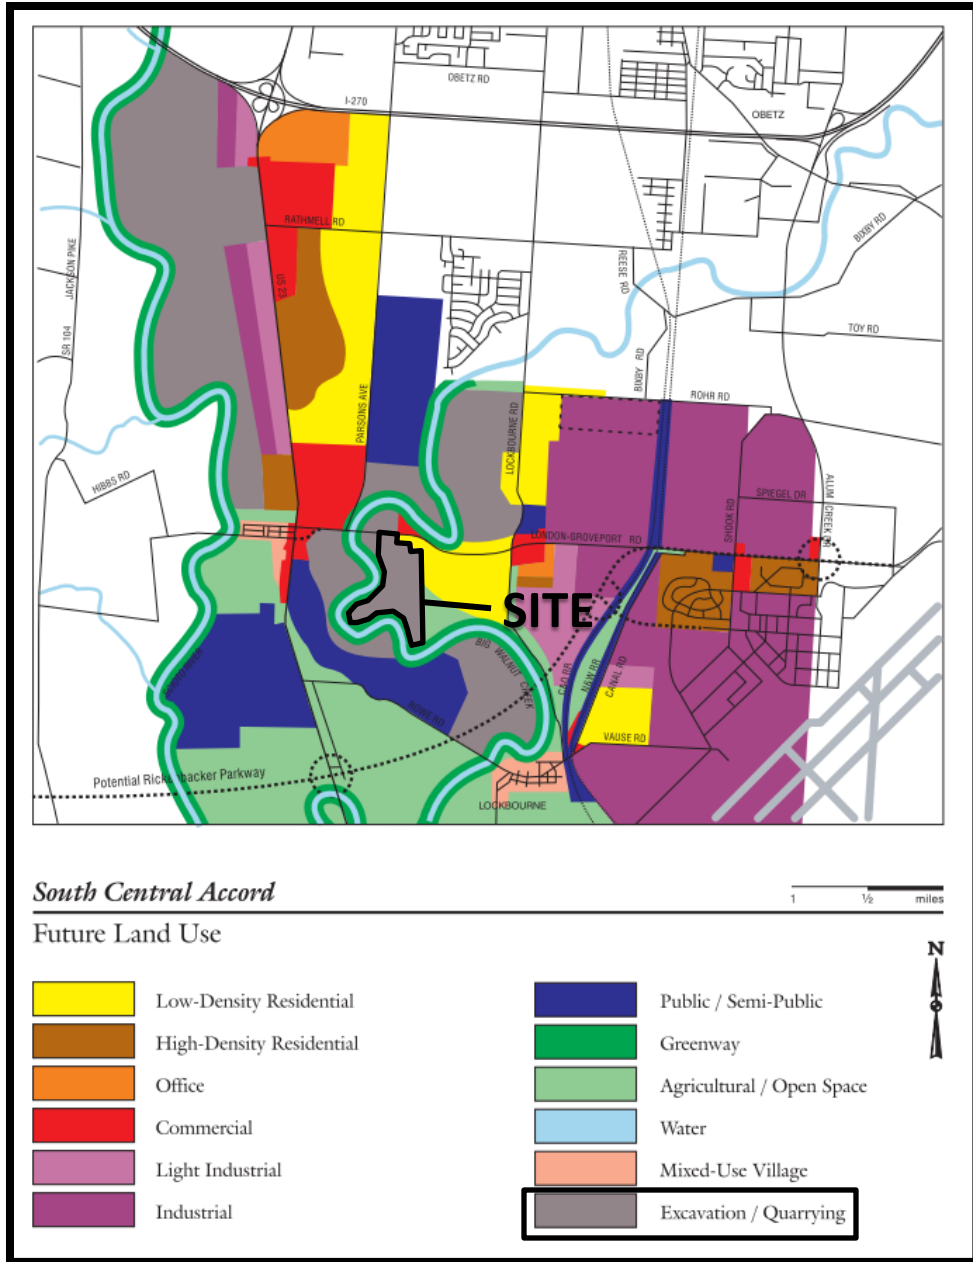 OBETZ RD
I-270
OBETZ
RATHMELL RD
BIXBY RD
JACKSON PIKE
REESE RD
US 23
SR 104
TOY RD
BIXBY RD
PARSONS AVE
ROHR RD
LOCKBOURNE RD
HIBBS RD
ALUM CREEK DR
SPIEGEL DR
SHOOK RD
LONDON-GROVEPORT RD
SITE
BIG WALNUT CREEK
C&O RR
N&W RR
CANAL RD
ROWE RD
VAUSE RD
Potential Rickenbacker Parkway
LOCKBOURNE
South Central Accord
1 ½ miles
Future Land Use
N
Low-Density Residential
High-Density Residential
Office
Commercial
Light Industrial
Industrial
Public / Semi-Public
Greenway
Agricultural / Open Space
Water
Mixed-Use Village
Excavation / Quarrying